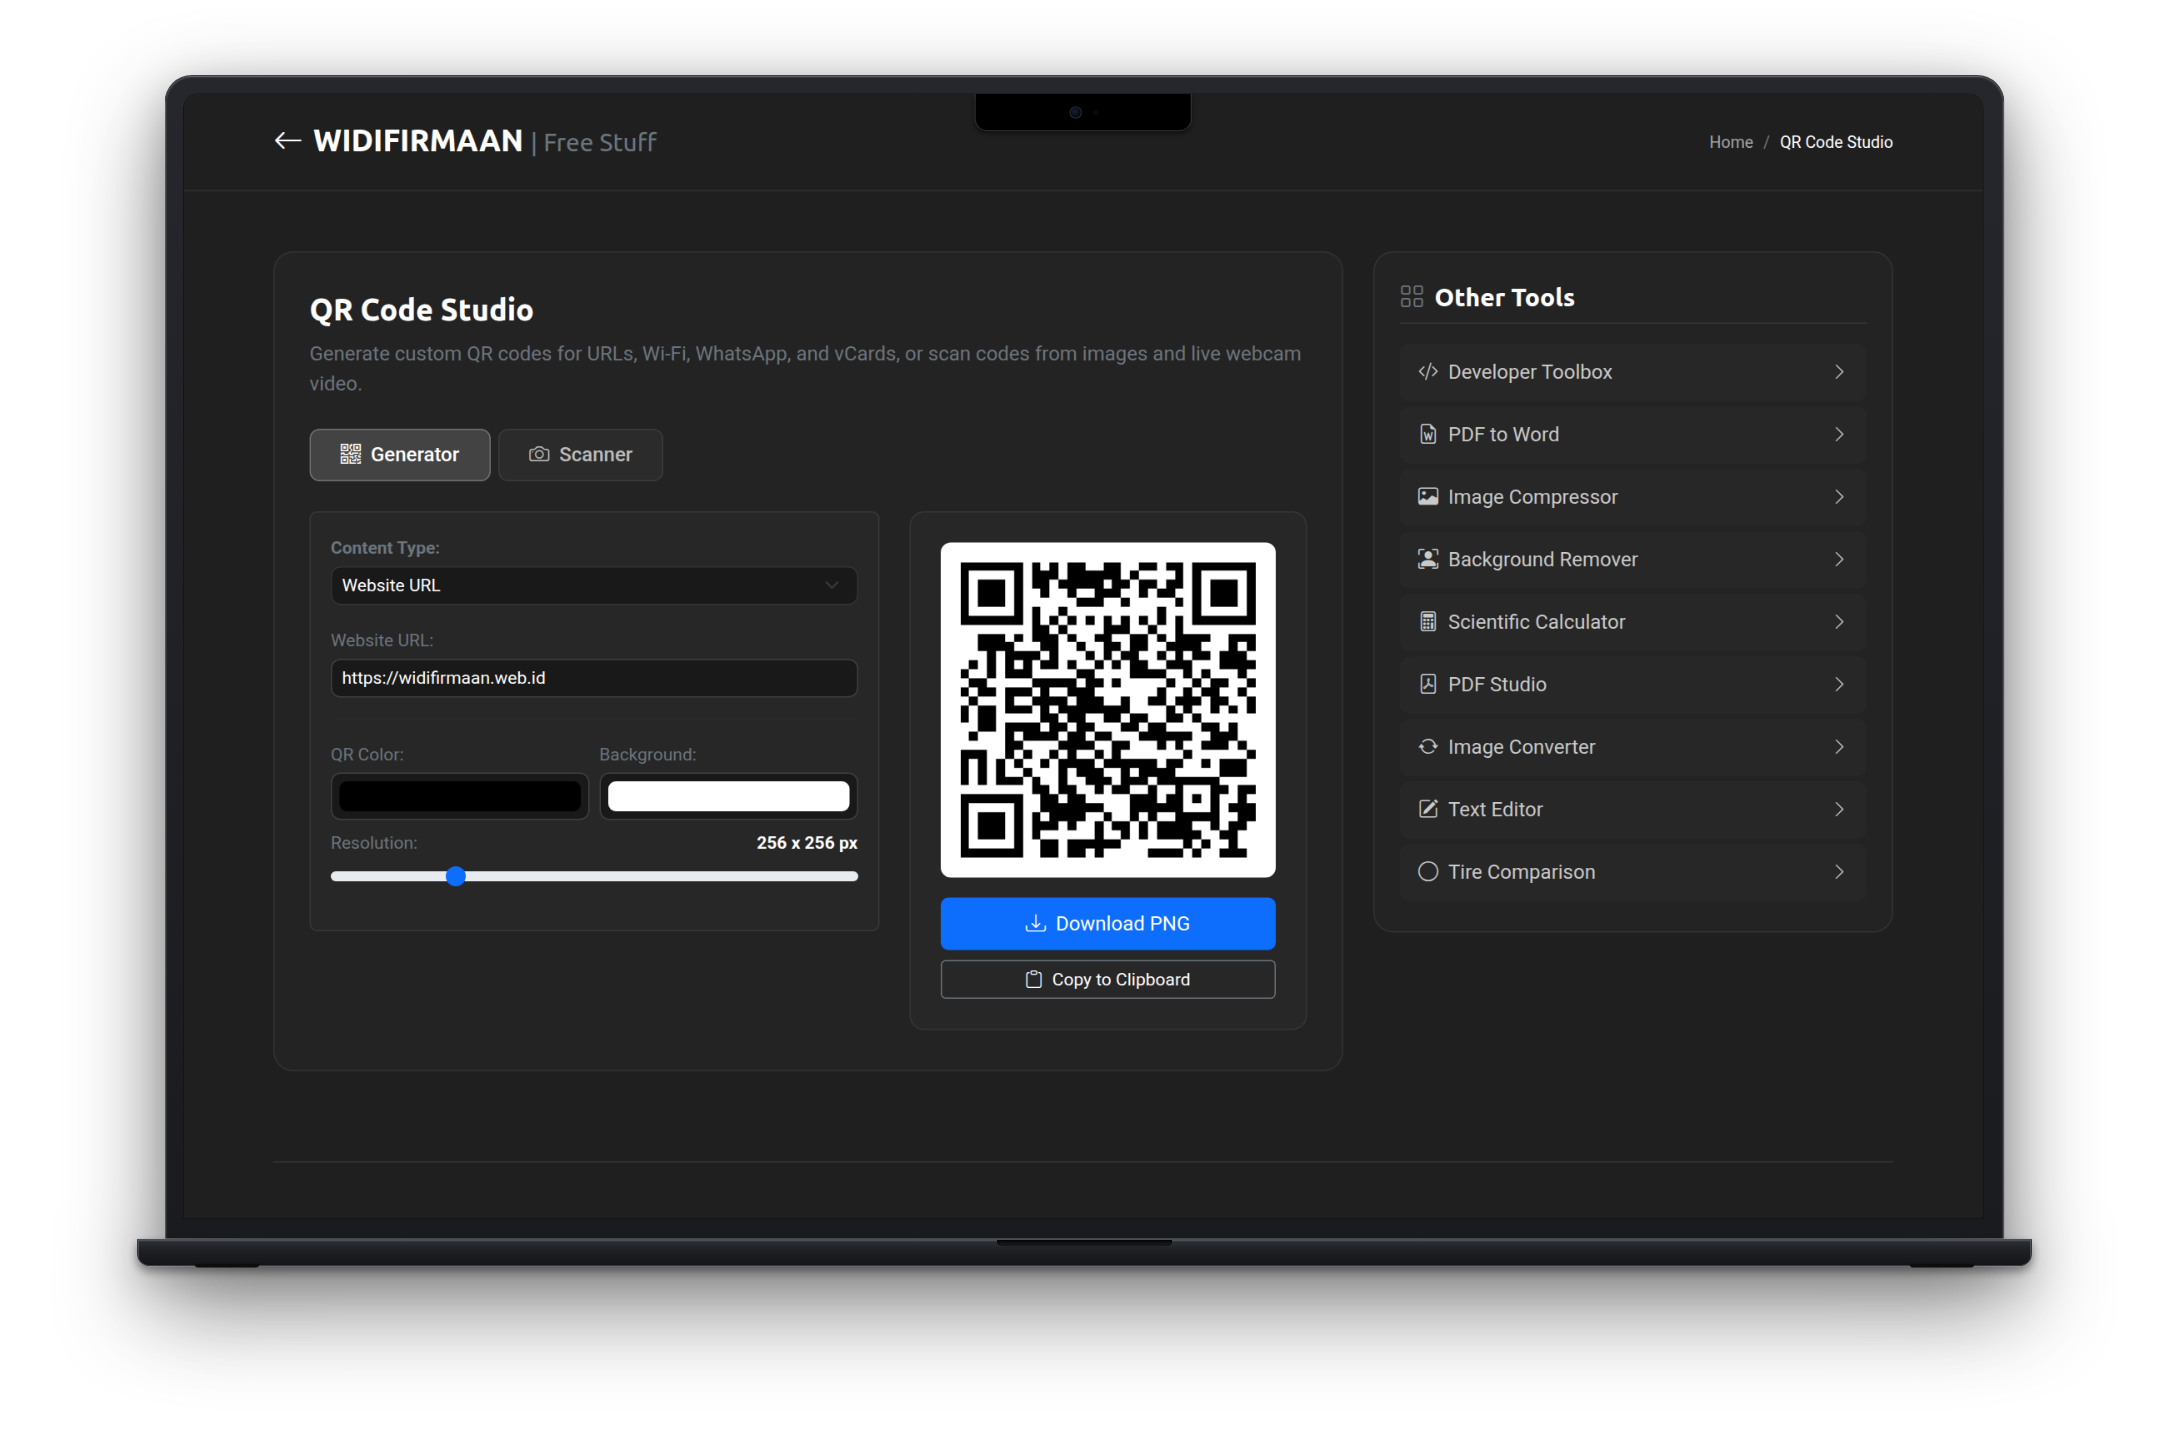 WIDIFIRMAAN | Free Stuff
Home / QR Code Studio
QR Code Studio
Generate custom QR codes for URLs, Wi-Fi, WhatsApp, and vCards, or scan codes from images and live webcam
video.
Generator
Scanner
Content Type:
Website URL
Website URL:
https://widifirmaan.web.id
QR Color:
Background:
Resolution:
256 x 256 px
Download PNG
Copy to Clipboard
Other Tools
Developer Toolbox
PDF to Word
Image Compressor
Background Remover
Scientific Calculator
PDF Studio
Image Converter
Text Editor
Tire Comparison